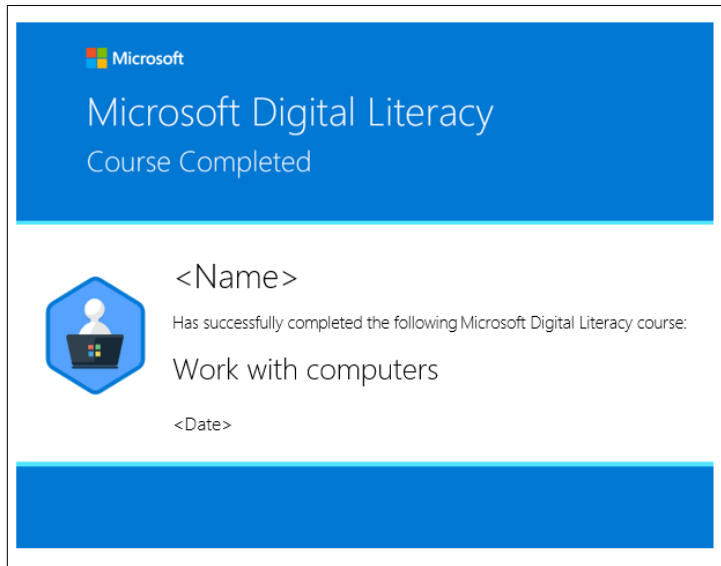 Microsoft
Microsoft Digital Literacy
Course Completed
<Name>
Has successfully completed the following Microsoft Digital Literacy course:
Work with computers
<Date>